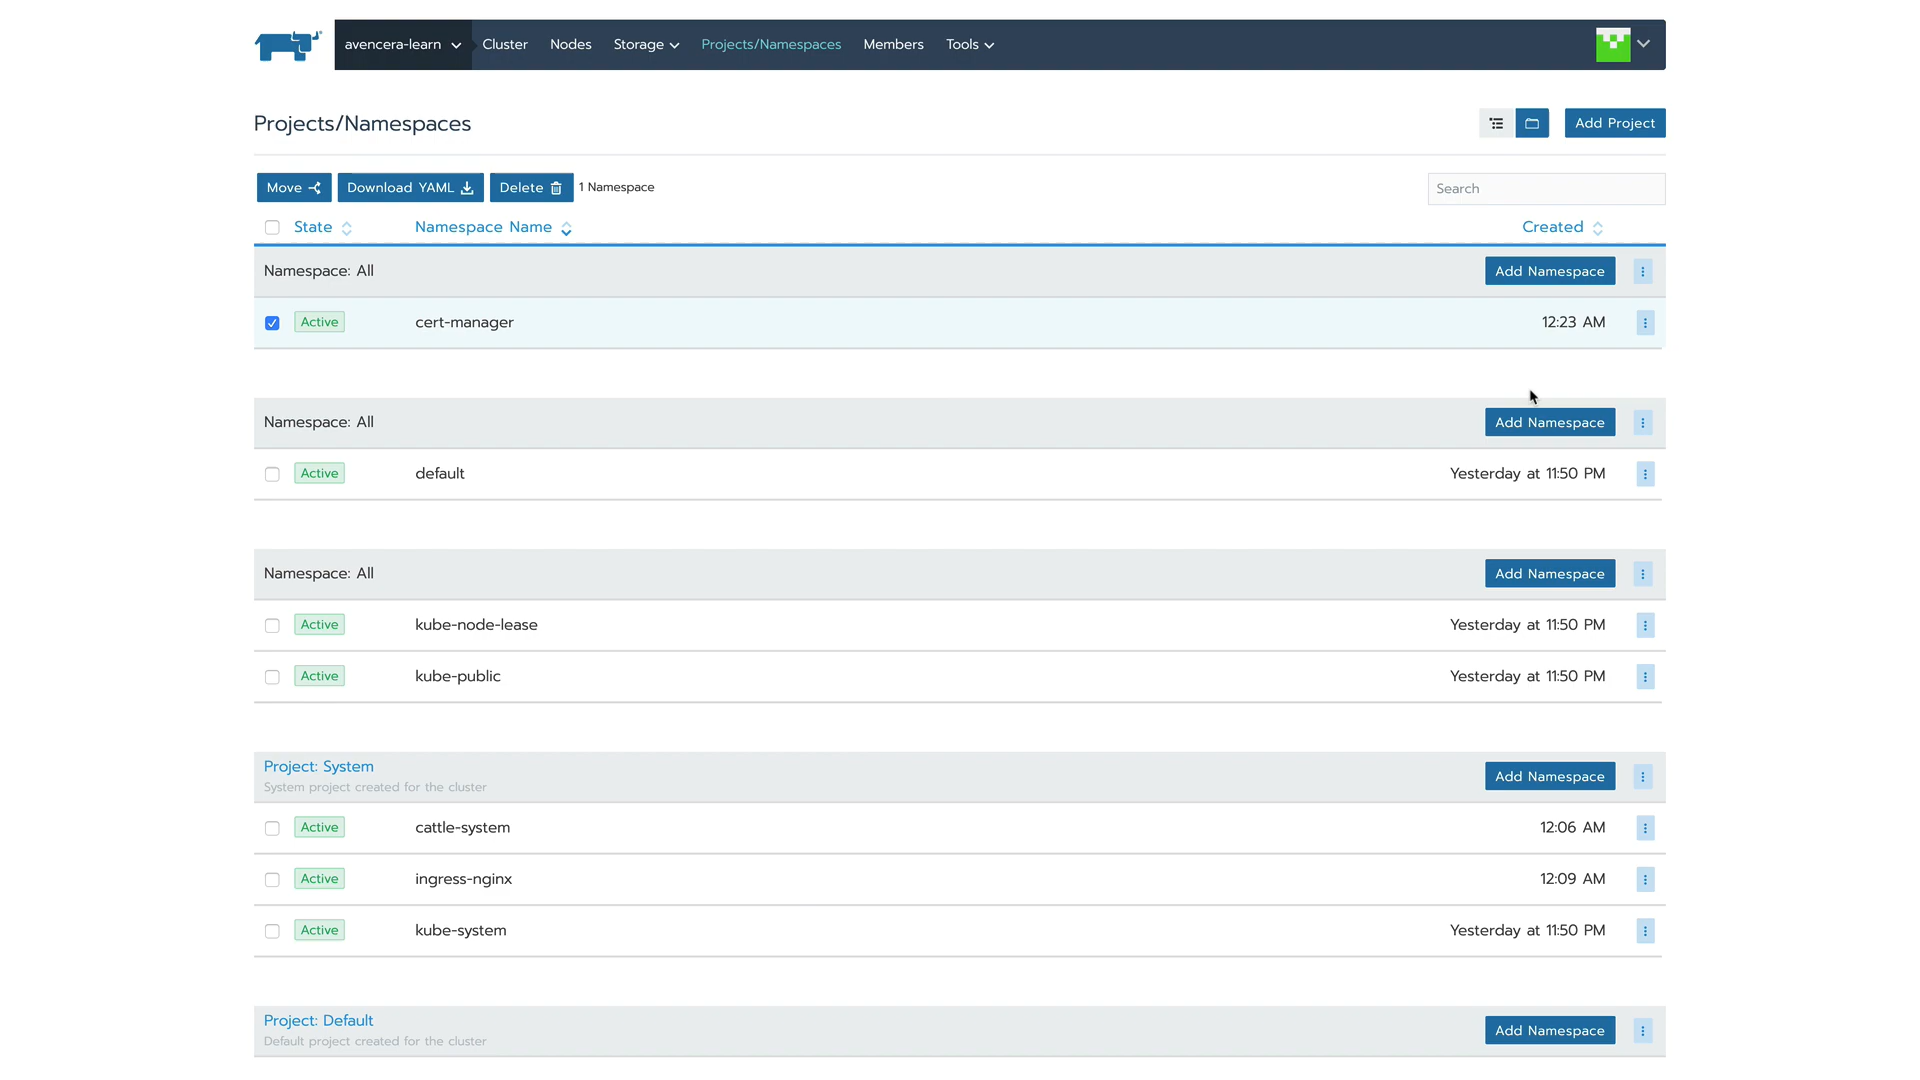 avencera-learn Cluster Nodes Storage Projects/Namespaces Members Tools
Projects/Namespaces Add Project
Move Download YAML Delete 1 Namespace Search
State Namespace Name Created
Namespace: All Add Namespace
Active cert-manager 12:23 AM
Namespace: All Add Namespace
Active default Yesterday at 11:50 PM
Namespace: All Add Namespace
Active kube-node-lease Yesterday at 11:50 PM
Active kube-public Yesterday at 11:50 PM
Project: System Add Namespace
System project created for the cluster
Active cattle-system 12:06 AM
Active ingress-nginx 12:09 AM
Active kube-system Yesterday at 11:50 PM
Project: Default Add Namespace
Default project created for the cluster